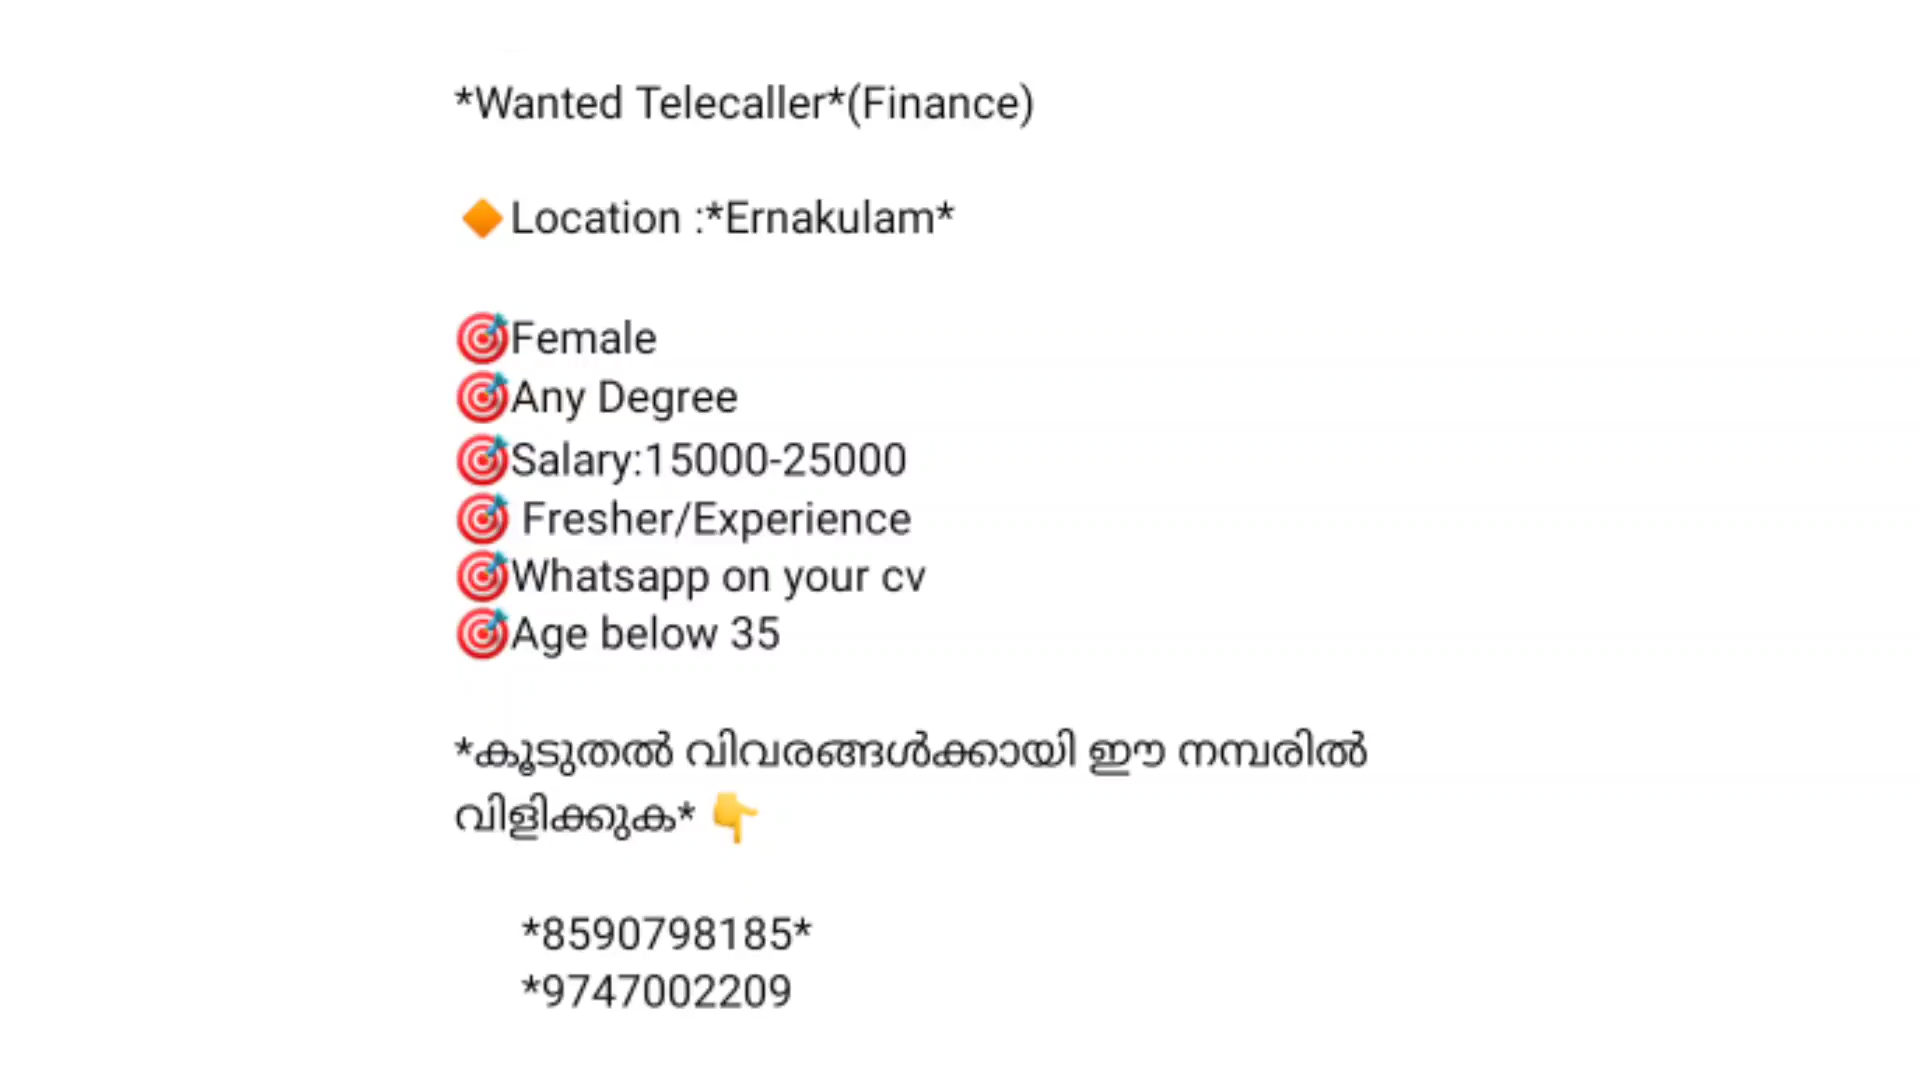 *Wanted Telecaller*(Finance)
🔶Location :*Ernakulam*
🎯Female
🎯Any Degree
🎯Salary:15000-25000
🎯 Fresher/Experience
🎯Whatsapp on your cv
🎯Age below 35
*കൂടുതൽ വിവരങ്ങൾക്കായി ഈ നമ്പരിൽ
വിളിക്കുക* 👇
*8590798185*
*9747002209